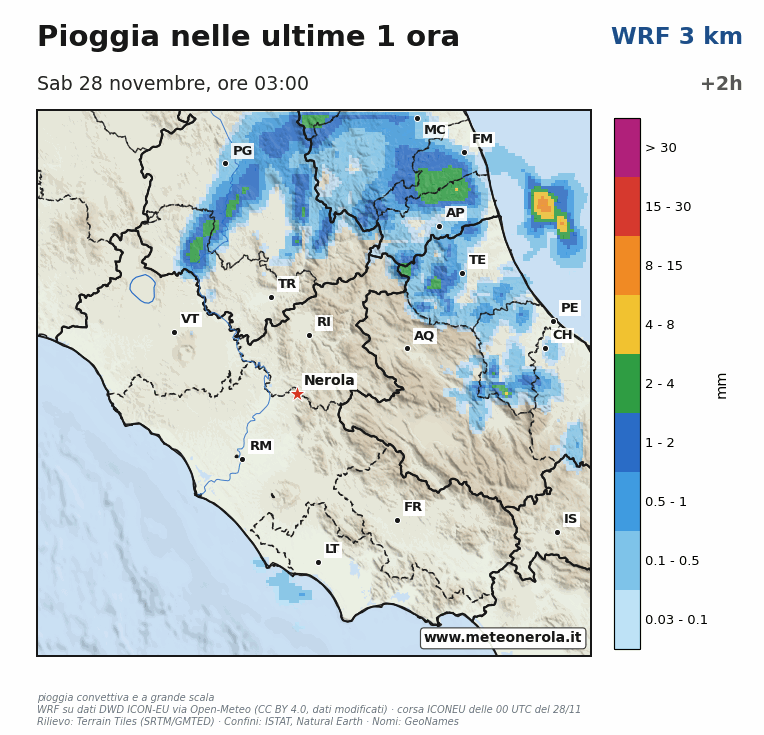 Pioggia nelle ultime 1 ora
WRF 3 km
Sab 28 novembre, ore 03:00
+2h
MC
FM
PG
AP
TE
TR
PE
VT
RI
AQ
CH
Nerola
RM
FR
IS
LT
www.meteonerola.it
> 30
15 - 30
8 - 15
4 - 8
2 - 4
1 - 2
0.5 - 1
0.1 - 0.5
0.03 - 0.1
mm
pioggia convettiva e a grande scala
WRF su dati DWD ICON-EU via Open-Meteo (CC BY 4.0, dati modificati) · corsa ICONEU delle 00 UTC del 28/11
Rilievo: Terrain Tiles (SRTM/GMTED) · Confini: ISTAT, Natural Earth · Nomi: GeoNames